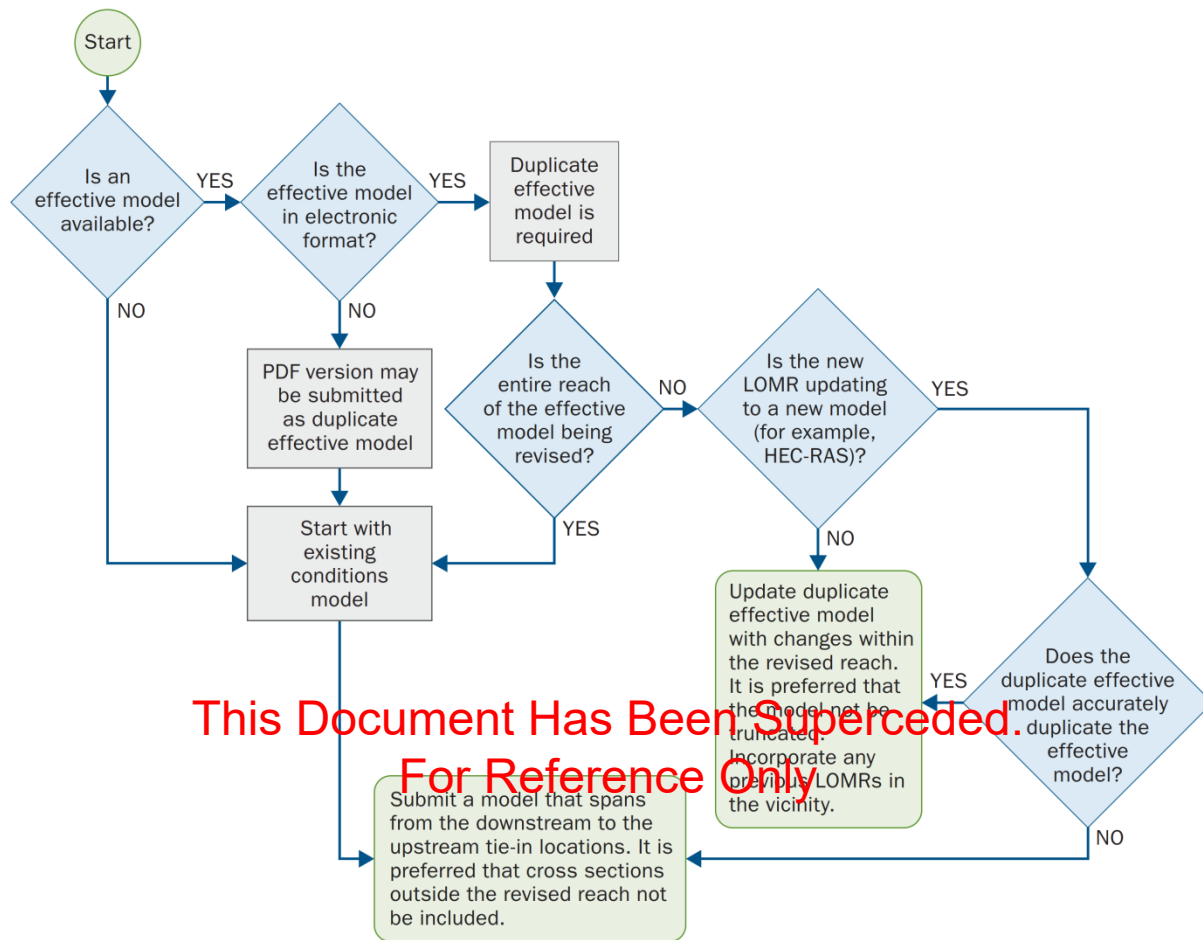 Start
Is an
effective model
available?
YES
NO
Is the
effective model
in electronic
format?
YES
NO
Duplicate
effective
model is
required
PDF version may
be submitted
as duplicate
effective model
Is the
entire reach
of the effective
model being
revised?
NO
YES
Is the new
LOMR updating
to a new model
(for example,
HEC-RAS)?
YES
NO
Start with
existing
conditions
model
Update duplicate
effective model
with changes within
the revised reach.
It is preferred that
the model not be
truncated.
Incorporate any
previous LOMRs in
the vicinity.
Does the
duplicate effective
model accurately
duplicate the
effective
model?
YES
NO
This Document Has Been Superceded.
For Reference Only
Submit a model that spans
from the downstream to the
upstream tie-in locations. It is
preferred that cross sections
outside the revised reach not
be included.